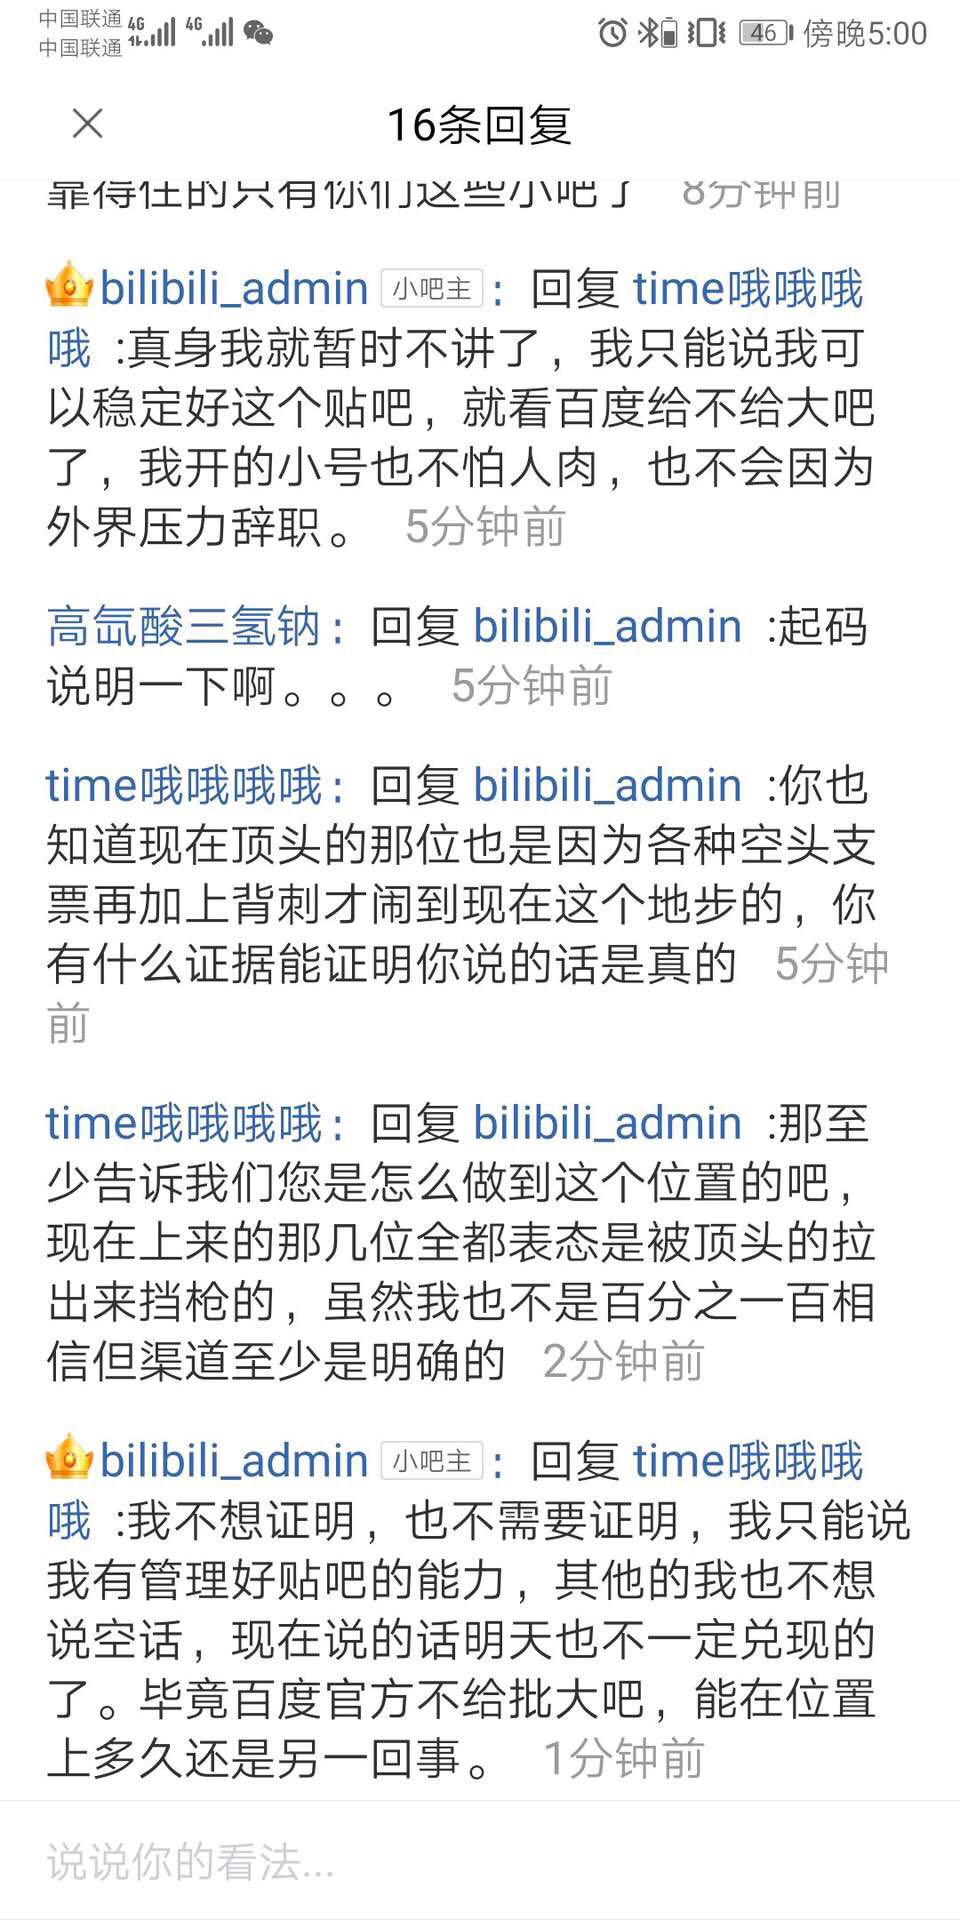 中国联通 4G 4G 46 傍晚5:00
中国联通
16条回复
靠得住的只有你们这些小吧了 8分钟前
bilibili_admin 小吧主 : 回复 time哦哦哦
哦 :真身我就暂时不讲了，我只能说我可
以稳定好这个贴吧，就看百度给不给大吧
了，我开的小号也不怕人肉，也不会因为
外界压力辞职。 5分钟前
高氙酸三氢钠: 回复 bilibili_admin :起码
说明一下啊。。。 5分钟前
time哦哦哦哦: 回复 bilibili_admin :你也
知道现在顶头的那位也是因为各种空头支
票再加上背刺才闹到现在这个地步的，你
有什么证据能证明你说的话是真的 5分钟
前
time哦哦哦哦: 回复 bilibili_admin :那至
少告诉我们您是怎么做到这个位置的吧，
现在上来的那几位全都表态是被顶头的拉
出来挡枪的，虽然我也不是百分之一百相
信但渠道至少是明确的 2分钟前
bilibili_admin 小吧主 : 回复 time哦哦哦
哦 :我不想证明，也不需要证明，我只能说
我有管理好贴吧的能力，其他的我也不想
说空话，现在说的话明天也不一定兑现的
了。毕竟百度官方不给批大吧，能在位置
上多久还是另一回事。 1分钟前
说说你的看法...